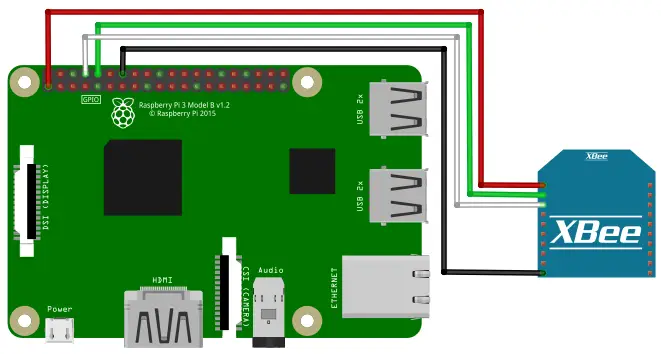 GPIO
Raspberry Pi 3 Model B v1.2
© Raspberry Pi 2015
USB 2x
USB 2x
DSI (DISPLAY)
HDMI
CSI (CAMERA)
Audio
ETHERNET
Power
XBee
XBee